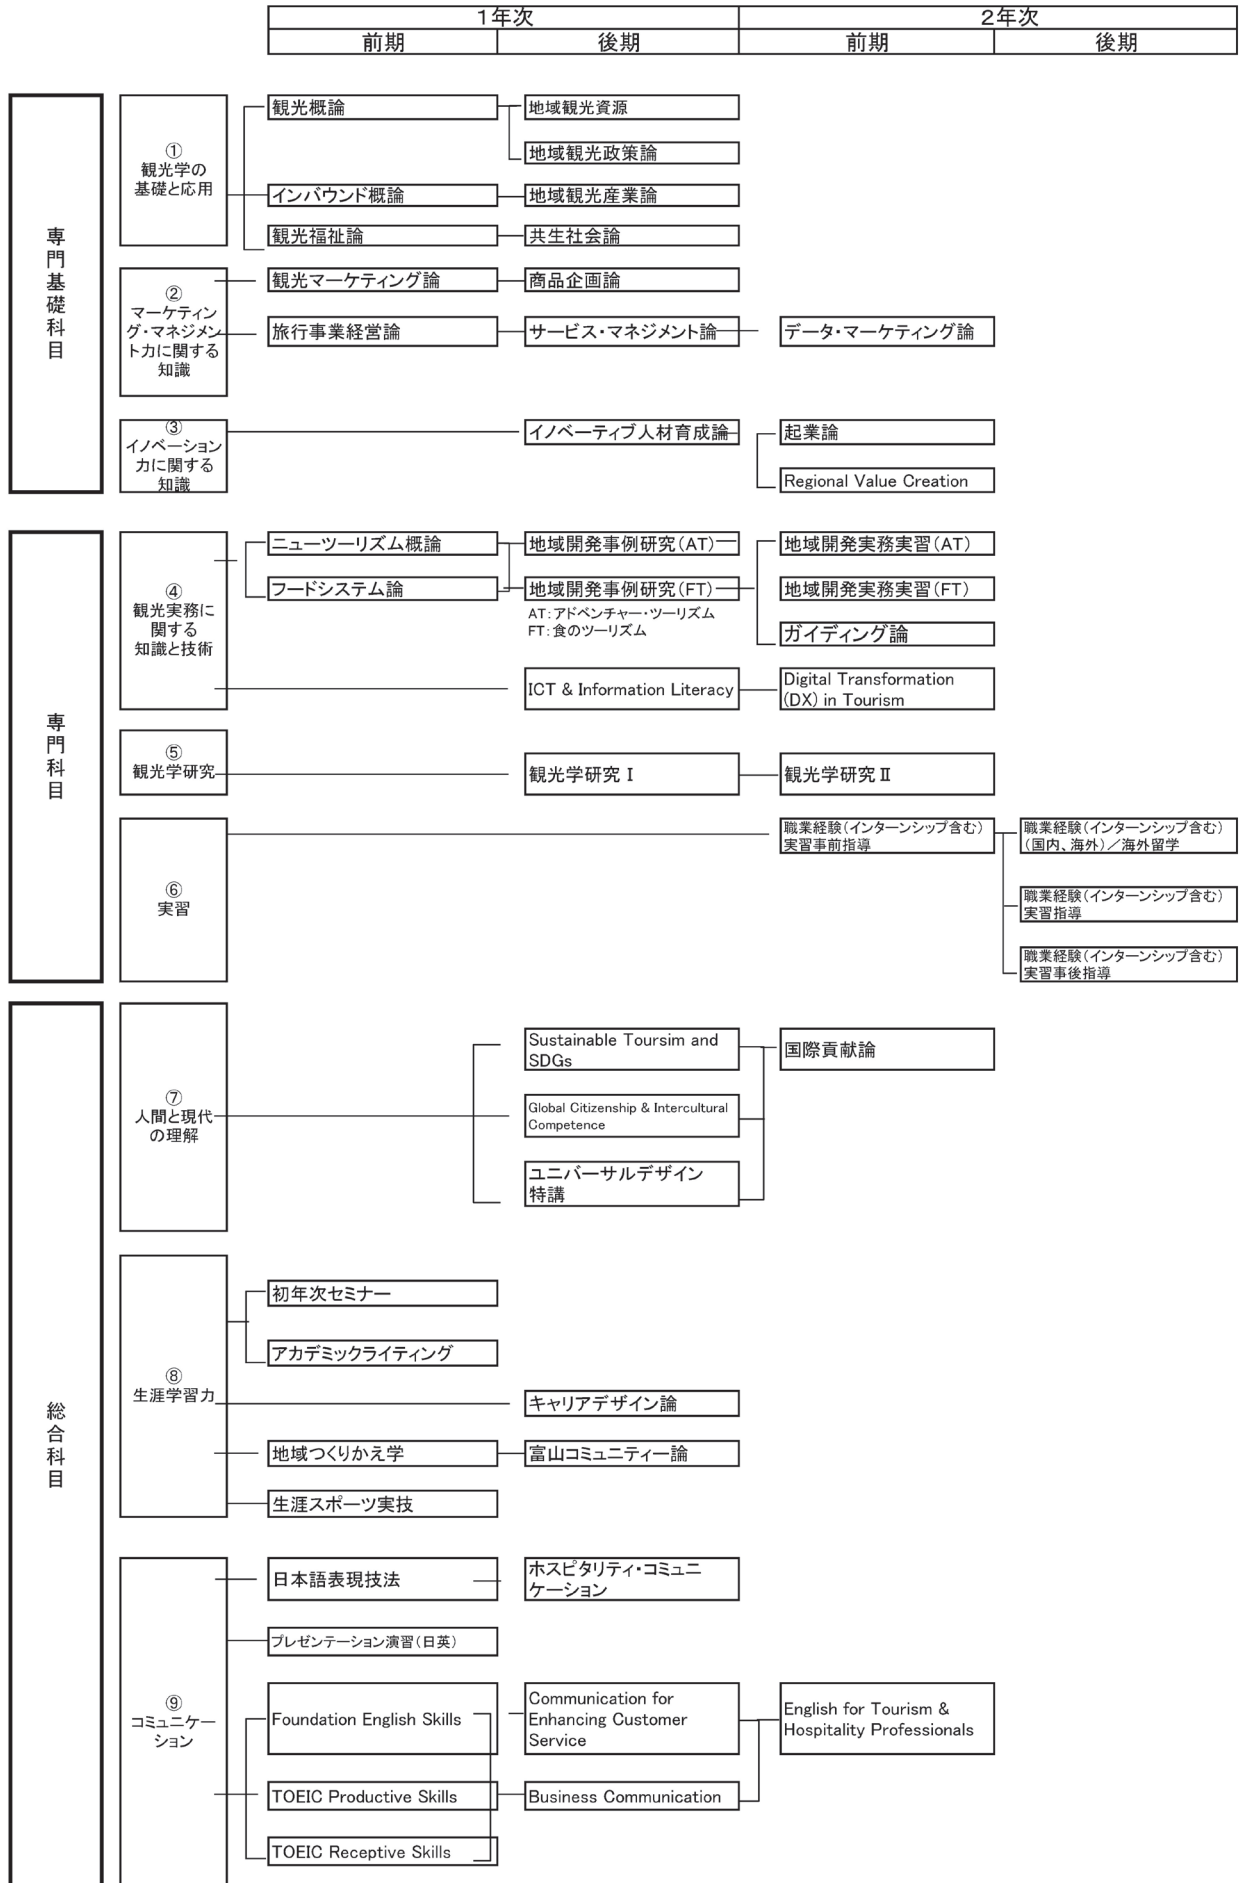 1年次
2年次
前期
後期
前期
後期
専門基礎科目
①
観光学の
基礎と応用
観光概論
地域観光資源
地域観光政策論
インバウンド概論
地域観光産業論
観光福祉論
共生社会論
②
マーケティン
グ・マネジメン
ト力に関する
知識
観光マーケティング論
商品企画論
旅行事業経営論
サービス・マネジメント論
データ・マーケティング論
③
イノベーション
力に関する
知識
イノベーティブ人材育成論
起業論
Regional Value Creation
専門科目
④
観光実務に
関する
知識と技術
ニューツーリズム概論
地域開発事例研究(AT)
地域開発実務実習(AT)
フードシステム論
地域開発事例研究(FT)
地域開発実務実習(FT)
AT:アドベンチャー・ツーリズム
FT:食のツーリズム
ガイディング論
ICT & Information Literacy
Digital Transformation
(DX) in Tourism
⑤
観光学研究
観光学研究Ⅰ
観光学研究Ⅱ
⑥
実習
職業経験(インターンシップ含む)
実習事前指導
職業経験(インターンシップ含む)
(国内、海外)/海外留学
職業経験(インターンシップ含む)
実習指導
職業経験(インターンシップ含む)
実習事後指導
総合科目
⑦
人間と現代
の理解
Sustainable Toursim and
SDGs
国際貢献論
Global Citizenship & Intercultural
Competence
ユニバーサルデザイン
特講
⑧
生涯学習力
初年次セミナー
アカデミックライティング
キャリアデザイン論
地域つくりかえ学
富山コミュニティー論
生涯スポーツ実技
⑨
コミュニケー
ション
日本語表現技法
ホスピタリティ・コミュニ
ケーション
プレゼンテーション演習(日英)
Foundation English Skills
Communication for
Enhancing Customer
Service
English for Tourism &
Hospitality Professionals
TOEIC Productive Skills
Business Communication
TOEIC Receptive Skills